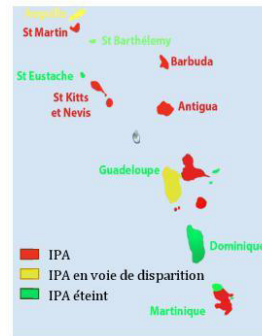 Anguilla
St Martin
St Barthélemy
Barbuda
St Eustache
St Kitts
et Nevis
Antigua
Guadeloupe
Dominique
Martinique
IPA
IPA en voie de disparition
IPA éteint